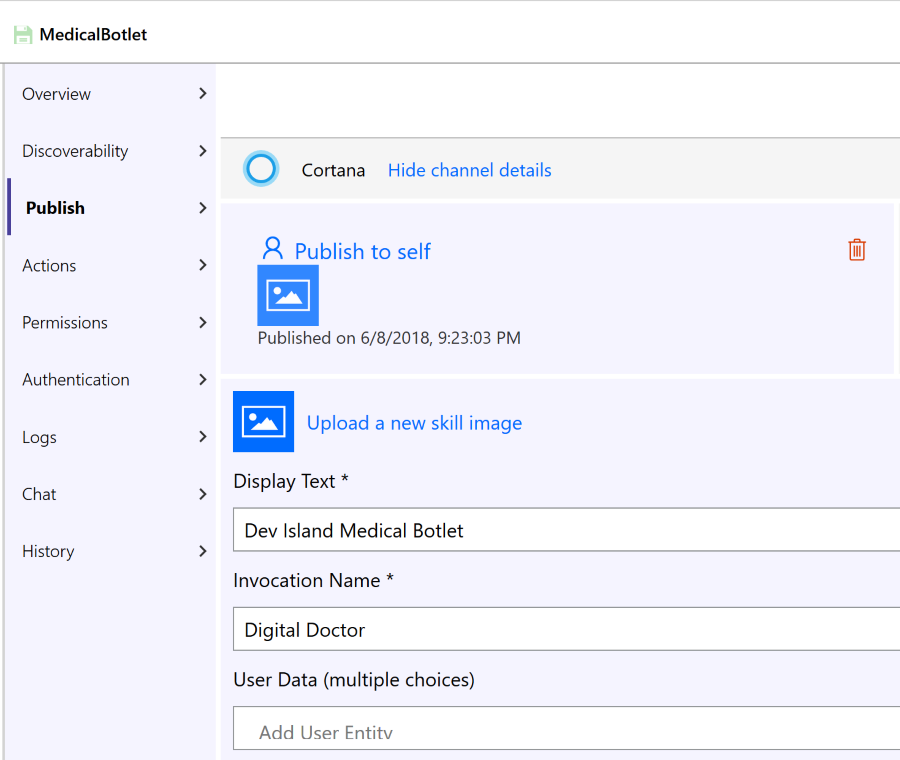 MedicalBotlet
Overview
Discoverability
Publish
Actions
Permissions
Authentication
Logs
Chat
History
Cortana Hide channel details
Publish to self
Published on 6/8/2018, 9:23:03 PM
Upload a new skill image
Display Text *
Dev Island Medical Botlet
Invocation Name *
Digital Doctor
User Data (multiple choices)
Add User Entity